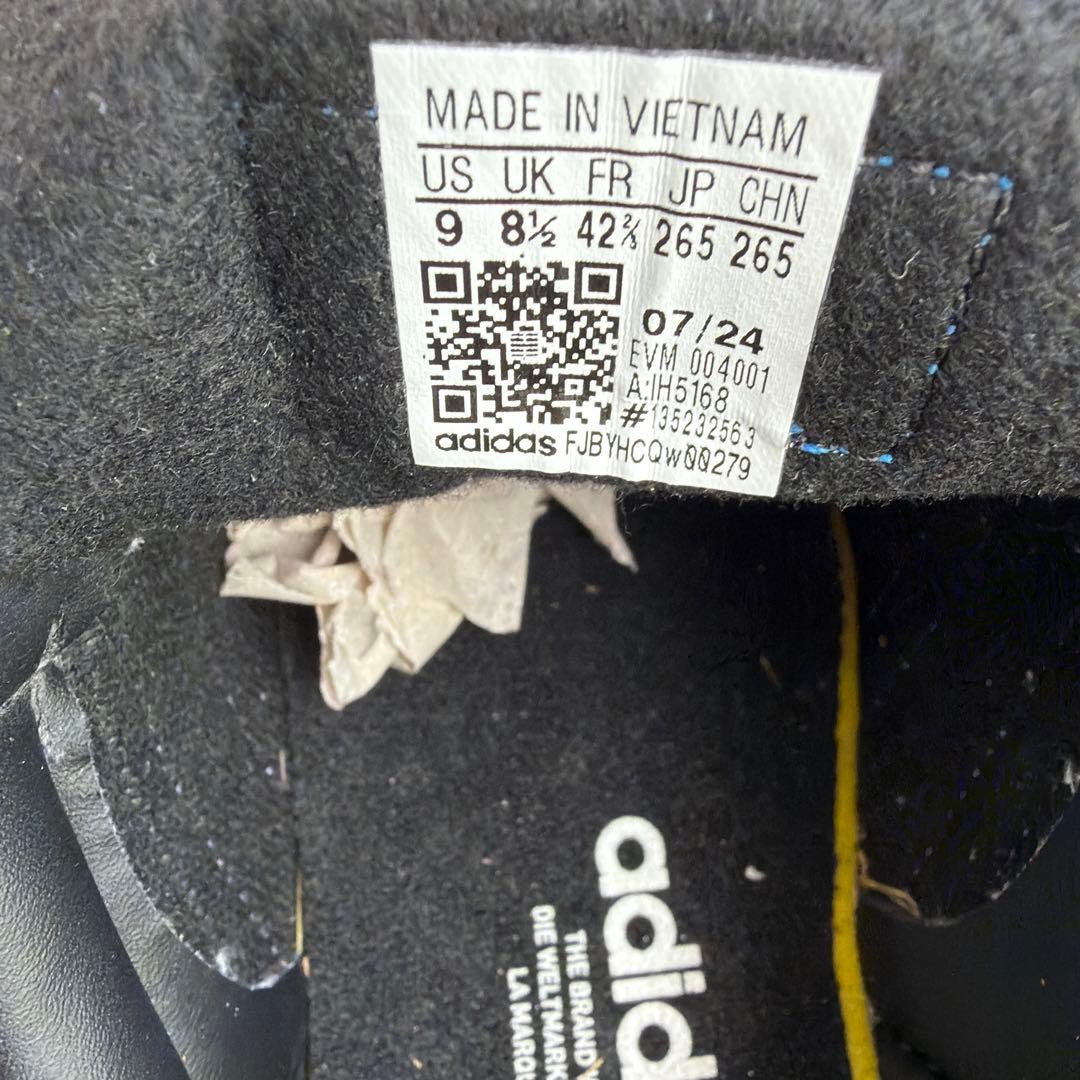 MADE IN VIETNAM
US UK FR JP CHN
9 8½ 42⅔ 265 265
07/24
EVM 004001
A:IH5168
#135232563
adidas FJBYHCQwQQ279
adid
THE BRAND
DIE WELTMARK
LA MARQU